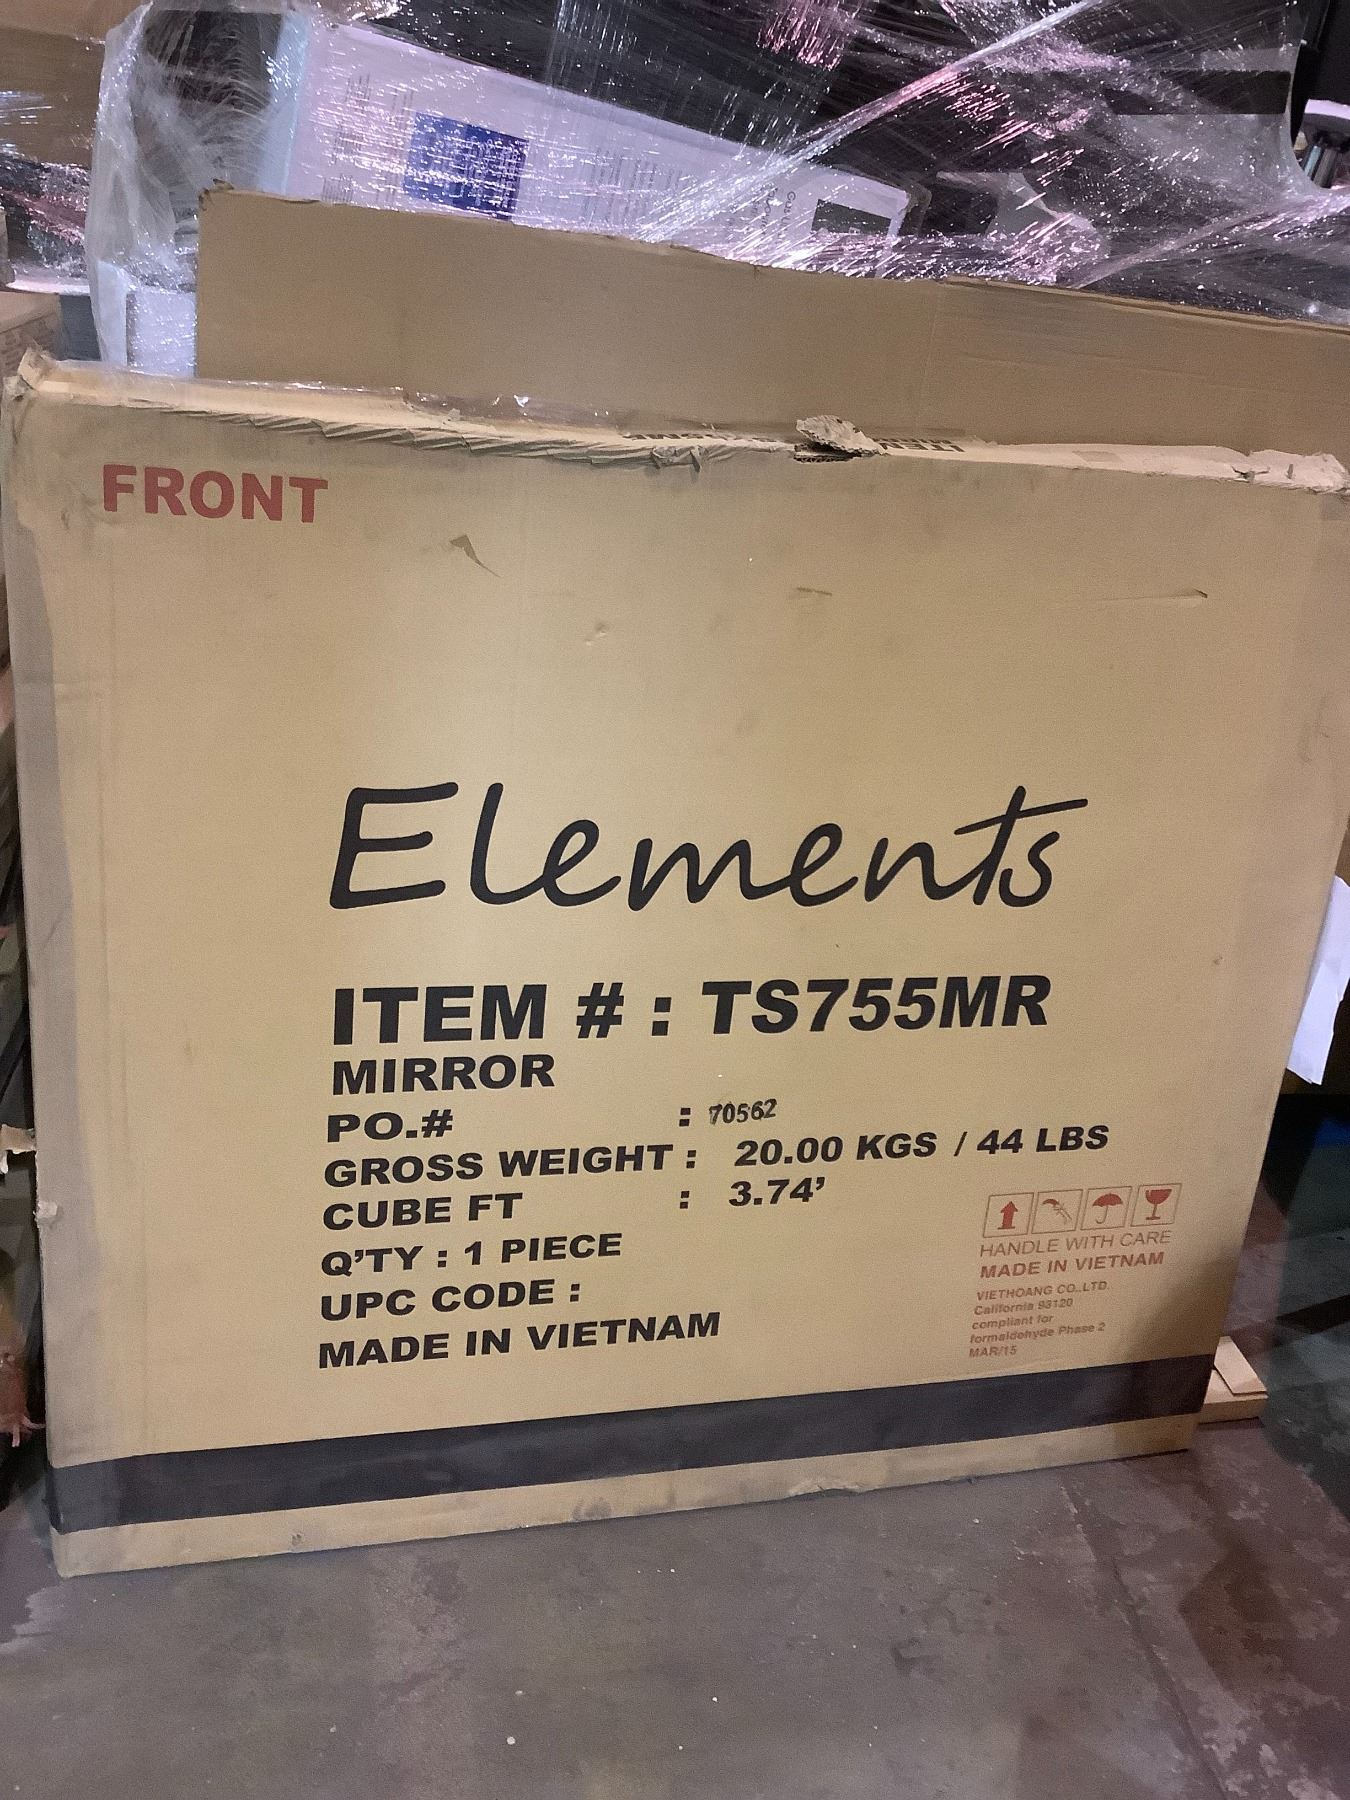 FRONT
Elements
ITEM # : TS755MR
MIRROR
PO.# : 70562
GROSS WEIGHT : 20.00 KGS / 44 LBS
CUBE FT : 3.74’
Q’TY : 1 PIECE
UPC CODE :
MADE IN VIETNAM
HANDLE WITH CARE
MADE IN VIETNAM
VIETHOANG CO.,LTD.
California 93120
compliant for
formaldehyde Phase 2
MAR/15